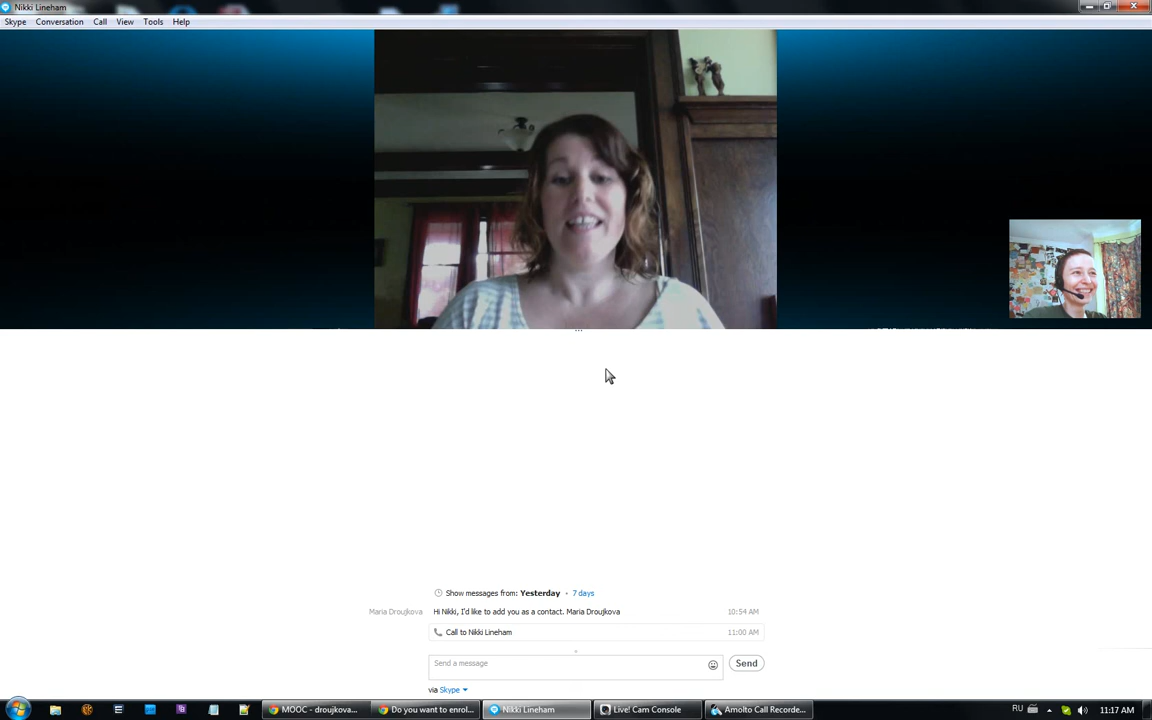 Nikki Lineham
Skype Conversation Call View Tools Help
Show messages from: Yesterday • 7 days
Maria Droujkova Hi Nikki, I'd like to add you as a contact. Maria Droujkova 10:54 AM
Call to Nikki Lineham 11:00 AM
Send a message Send
via Skype
MOOC - droujkova... Do you want to enrol... Nikki Lineham Live! Cam Console Amolto Call Recorde... RU 11:17 AM